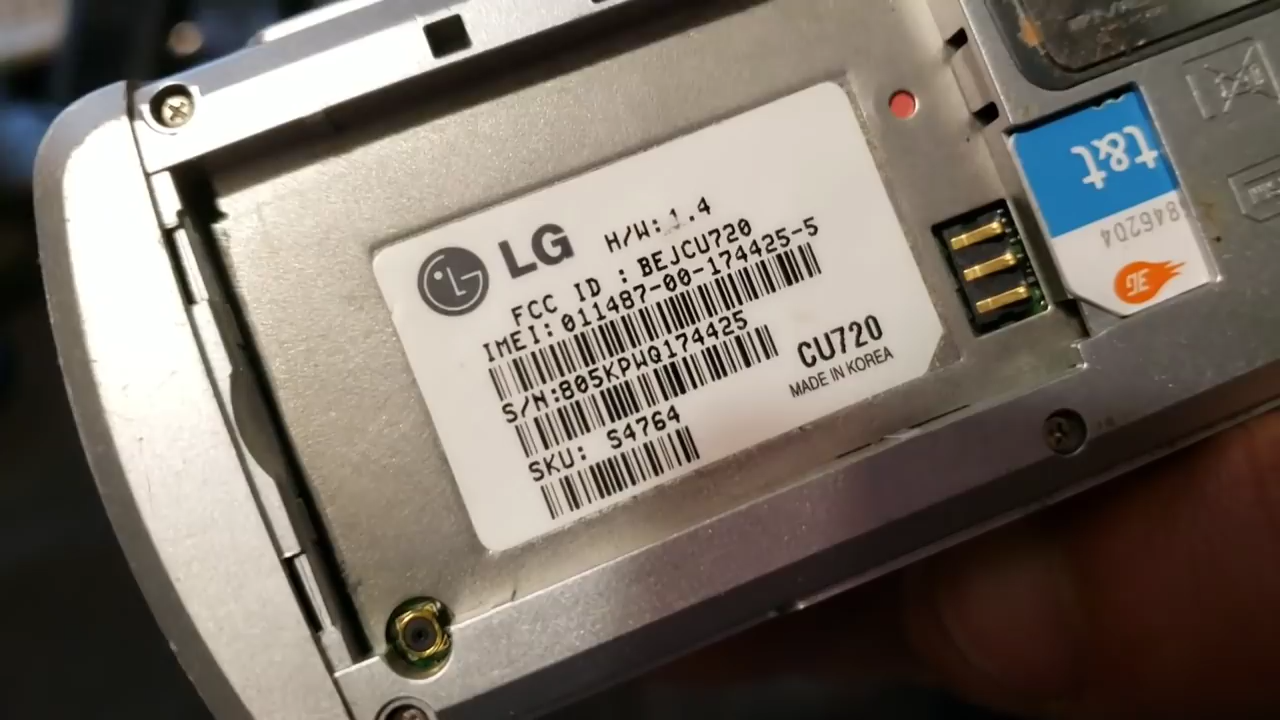 LG
H/W: 1.4
FCC ID : BEJCU720
IMEI: 011487-00-174425-5
S/N:805KPWQ174425
SKU: S4764
CU720
MADE IN KOREA
t&t
846204